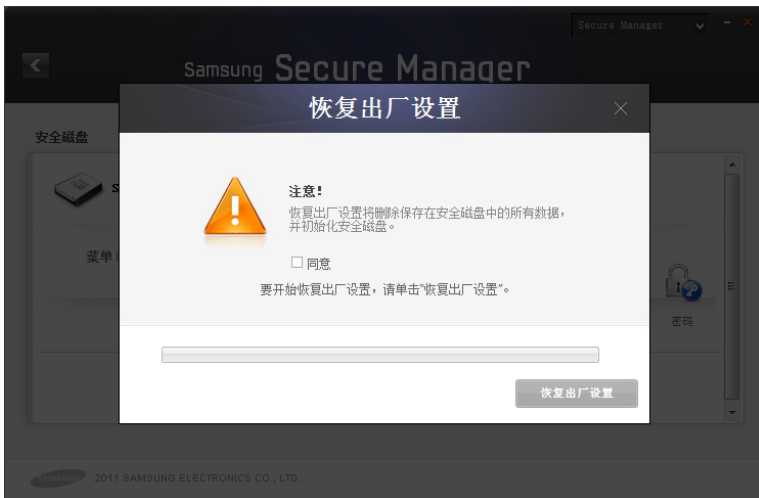 Secure Manager
Samsung Secure Manager
恢复出厂设置
安全磁盘
S
注意!
恢复出厂设置将删除保存在安全磁盘中的所有数据，
并初始化安全磁盘。
菜单
同意
要开始恢复出厂设置，请单击"恢复出厂设置"。
密码
恢复出厂设置
SAMSUNG 2011 SAMSUNG ELECTRONICS CO., LTD.